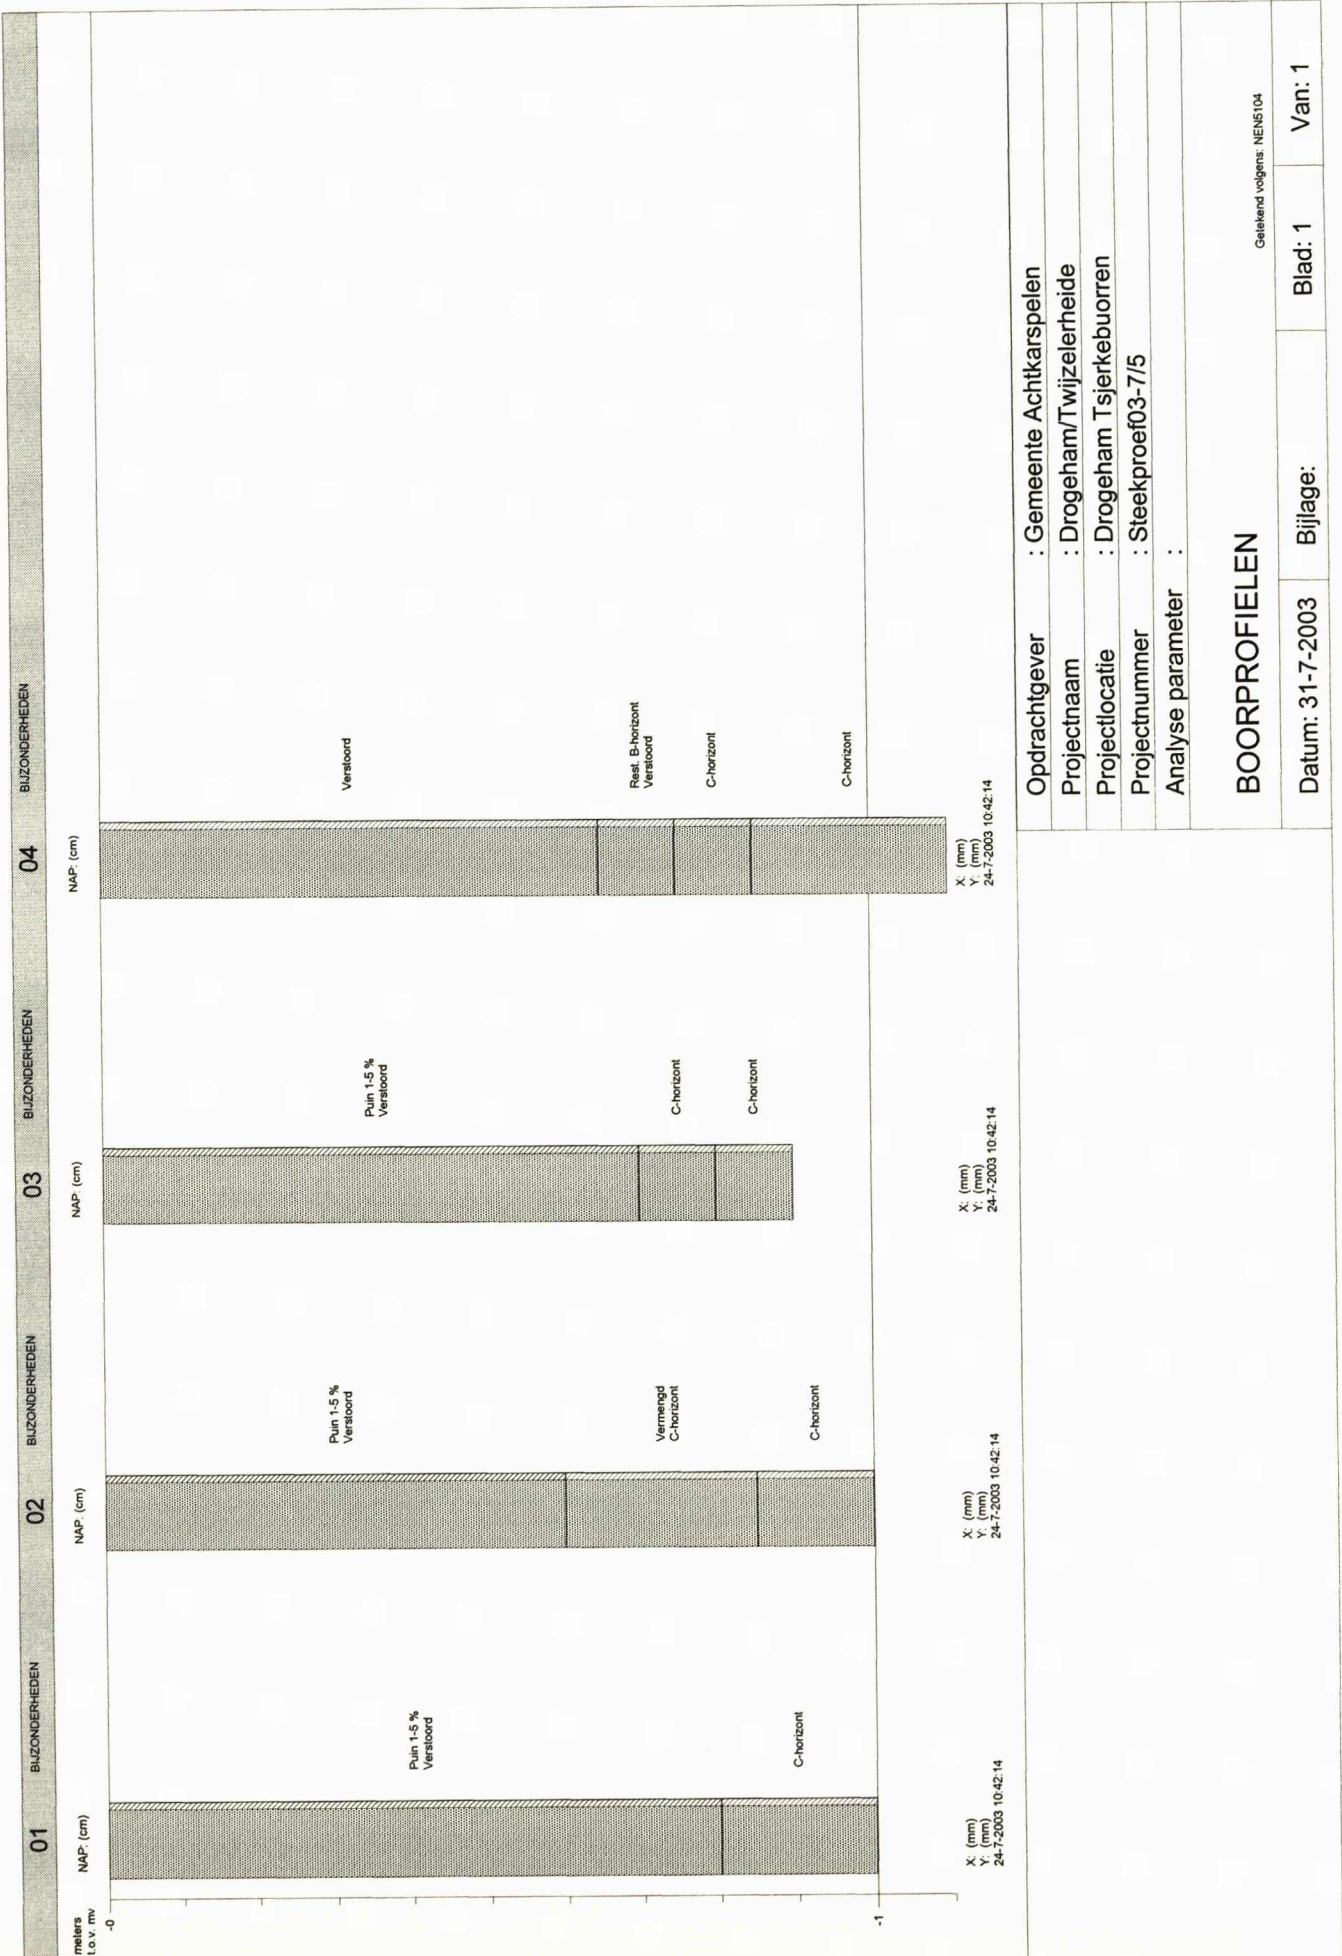 01 BIJZONDERHEDEN 02 BIJZONDERHEDEN 03 BIJZONDERHEDEN 04 BIJZONDERHEDEN
meters
t.o.v. mv
NAP: (cm)
NAP: (cm)
NAP: (cm)
NAP: (cm)
-0
-1
Puin 1-5 %
Verstoord
C-horizont
X: (mm)
Y: (mm)
24-7-2003 10:42:14
Puin 1-5 %
Verstoord
Vermengd
C-horizont
C-horizont
X: (mm)
Y: (mm)
24-7-2003 10:42:14
Puin 1-5 %
Verstoord
C-horizont
C-horizont
X: (mm)
Y: (mm)
24-7-2003 10:42:14
Verstoord
Rest. B-horizont
Verstoord
C-horizont
C-horizont
X: (mm)
Y: (mm)
24-7-2003 10:42:14
Opdrachtgever : Gemeente Achtkarspelen
Projectnaam : Drogeham/Twijzelerheide
Projectlocatie : Drogeham Tsjerkebuorren
Projectnummer : Steekproef03-7/5
Analyse parameter :
BOORPROFIELEN
Getekend volgens: NEN5104
Datum: 31-7-2003 Bijlage: Blad: 1 Van: 1